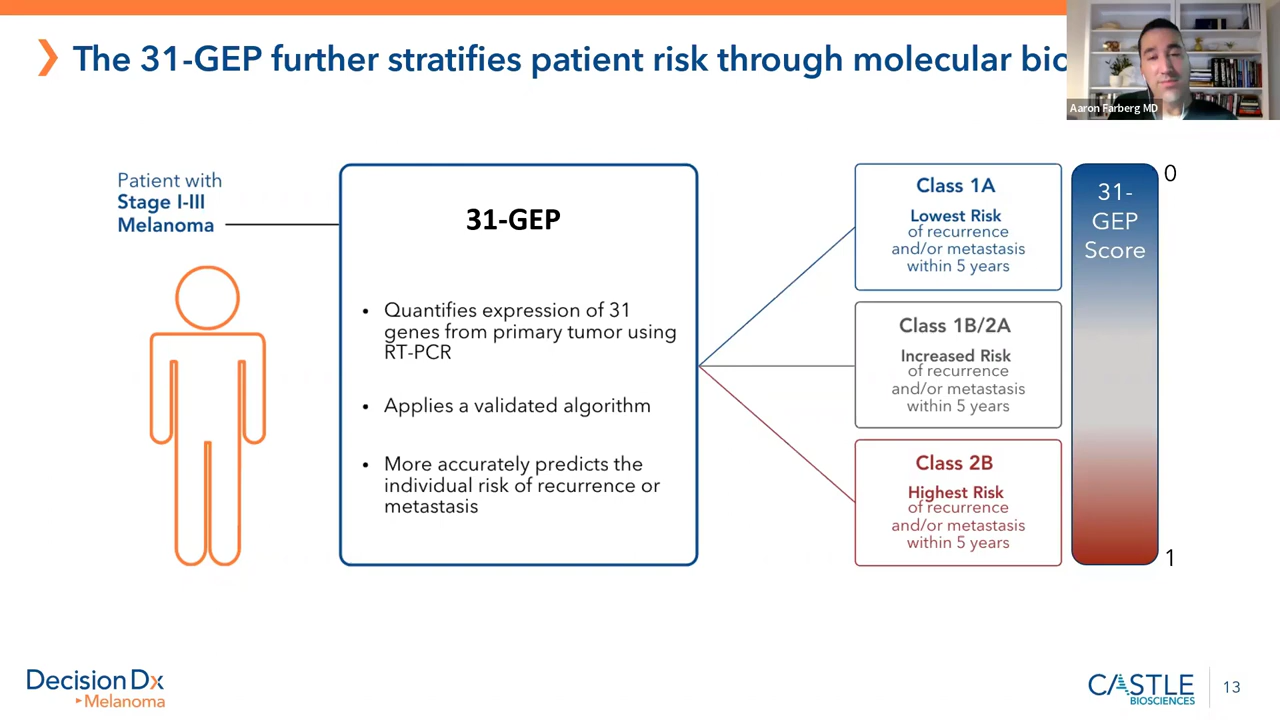 The 31-GEP further stratifies patient risk through molecular
Aaron Farberg MD
Patient with
Stage I-III
Melanoma
31-GEP
• Quantifies expression of 31
genes from primary tumor using
RT-PCR
• Applies a validated algorithm
• More accurately predicts the
individual risk of recurrence or
metastasis
Class 1A
Lowest Risk
of recurrence
and/or metastasis
within 5 years
Class 1B/2A
Increased Risk
of recurrence
and/or metastasis
within 5 years
Class 2B
Highest Risk
of recurrence
and/or metastasis
within 5 years
31-
GEP
Score
0
1
DecisionDx
Melanoma
CASTLE
BIOSCIENCES
13